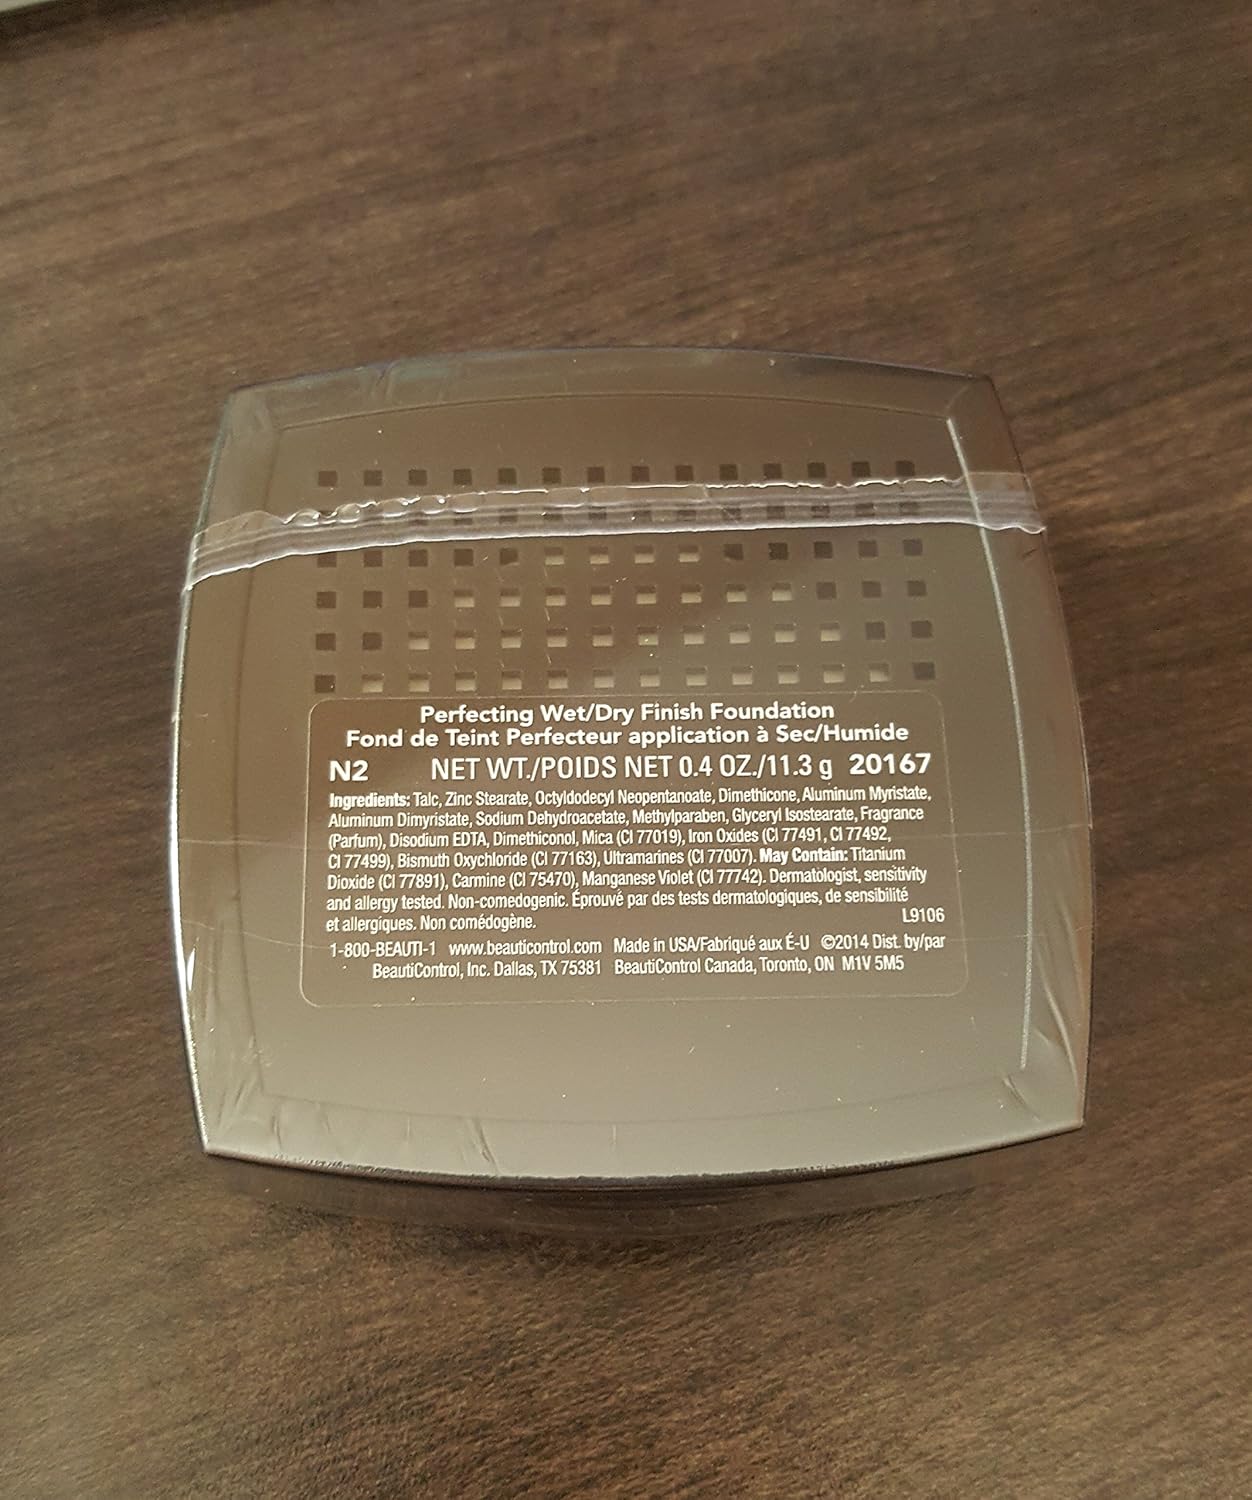 Perfecting Wet/Dry Finish Foundation
Fond de Teint Perfecteur application à Sec/Humide
N2 NET WT./POIDS NET 0.4 OZ./11.3 g 20167
Ingredients: Talc, Zinc Stearate, Octyldodecyl Neopentanoate, Dimethicone, Aluminum Myristate,
Aluminum Dimyristate, Sodium Dehydroacetate, Methylparaben, Glyceryl Isostearate, Fragrance
(Parfum), Disodium EDTA, Dimethiconol, Mica (CI 77019), Iron Oxides (CI 77491, CI 77492,
CI 77499), Bismuth Oxychloride (CI 77163), Ultramarines (CI 77007). May Contain: Titanium
Dioxide (CI 77891), Carmine (CI 75470), Manganese Violet (CI 77742). Dermatologist, sensitivity
and allergy tested. Non-comedogenic. Éprouvé par des tests dermatologiques, de sensibilité
et allergiques. Non comédogène. L9106
1-800-BEAUTI-1 www.beauticontrol.com Made in USA/Fabriqué aux É-U ©2014 Dist. by/par
BeautiControl, Inc. Dallas, TX 75381 BeautiControl Canada, Toronto, ON M1V 5M5